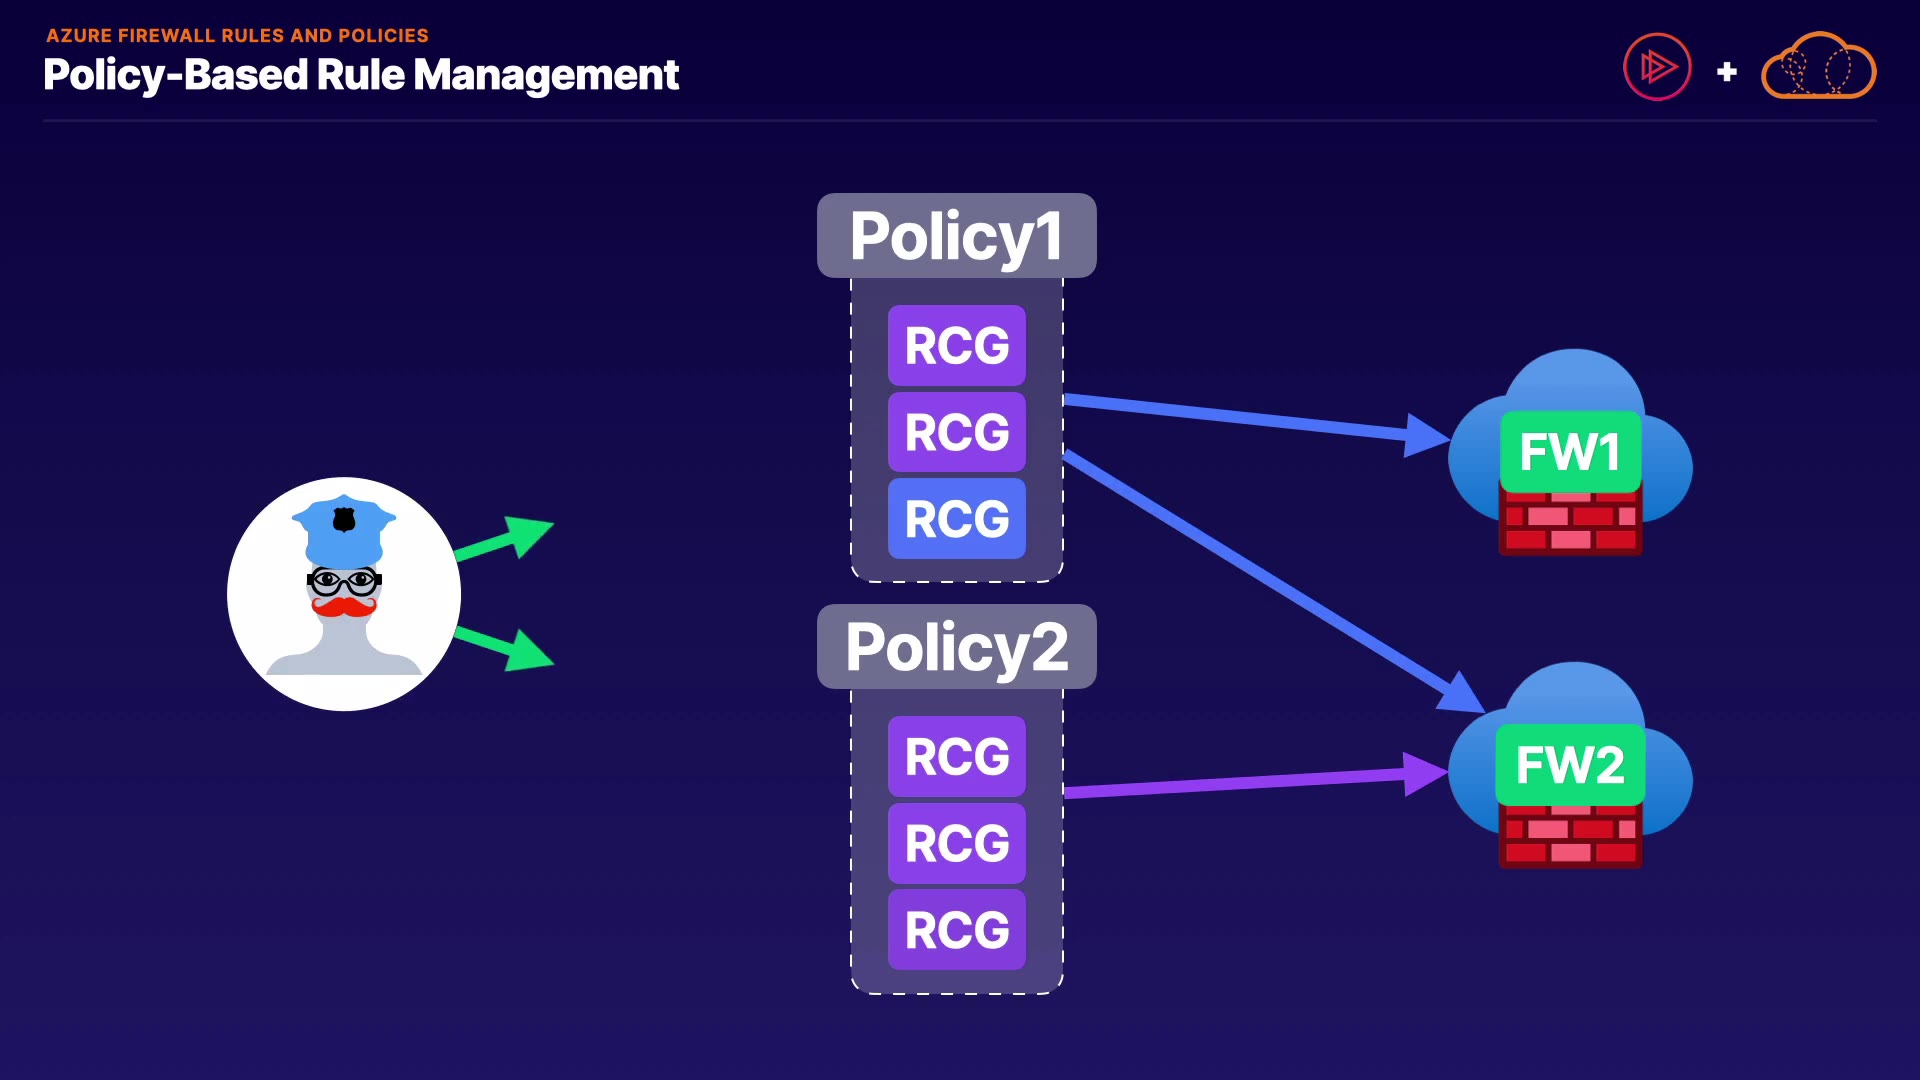 AZURE FIREWALL RULES AND POLICIES
Policy-Based Rule Management
+
Policy1
RCG
RCG
RCG
FW1
Policy2
RCG
RCG
RCG
FW2